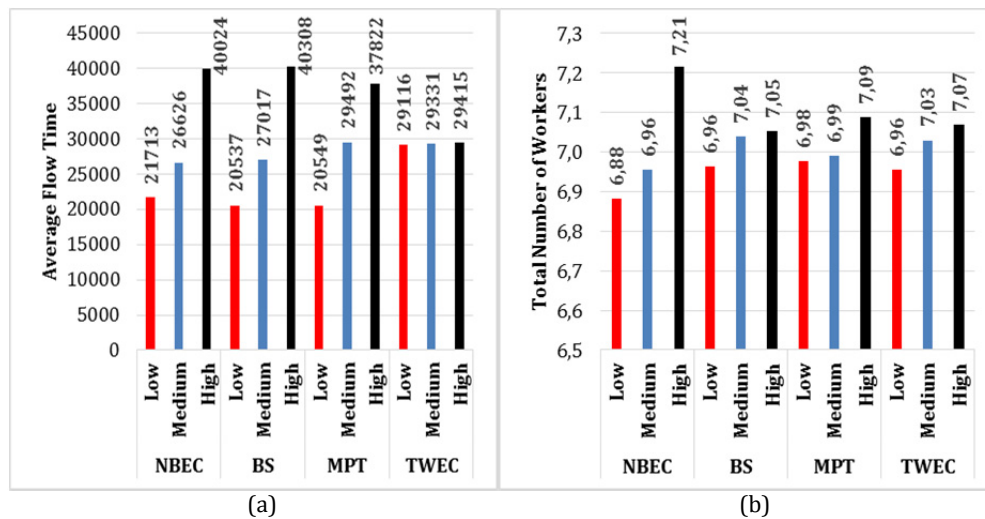 Average Flow Time
45000
40000
35000
30000
25000
20000
15000
10000
5000
0
21713
26626
40024
20537
27017
40308
20549
29492
37822
29116
29331
29415
Low
Medium
High
Low
Medium
High
Low
Medium
High
Low
Medium
High
NBEC
BS
MPT
TWEC
(a)
Total Number of Workers
7,3
7,2
7,1
7,0
6,9
6,8
6,7
6,6
6,5
6,88
6,96
7,21
6,96
7,04
7,05
6,98
6,99
7,09
6,96
7,03
7,07
Low
Medium
High
Low
Medium
High
Low
Medium
High
Low
Medium
High
NBEC
BS
MPT
TWEC
(b)